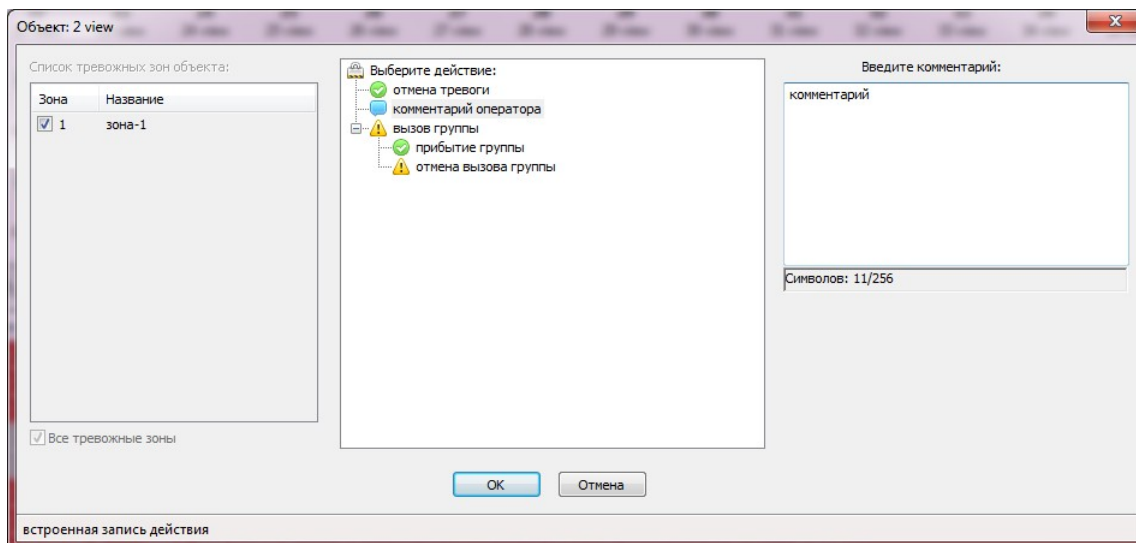 Объект: 2 view
Список тревожных зон объекта:
Зона Название
1 зона-1
Все тревожные зоны
Выберите действие:
отмена тревоги
комментарий оператора
вызов группы
прибытие группы
отмена вызова группы
Введите комментарий:
комментарий
Символов: 11/256
OK Отмена
встроенная запись действия